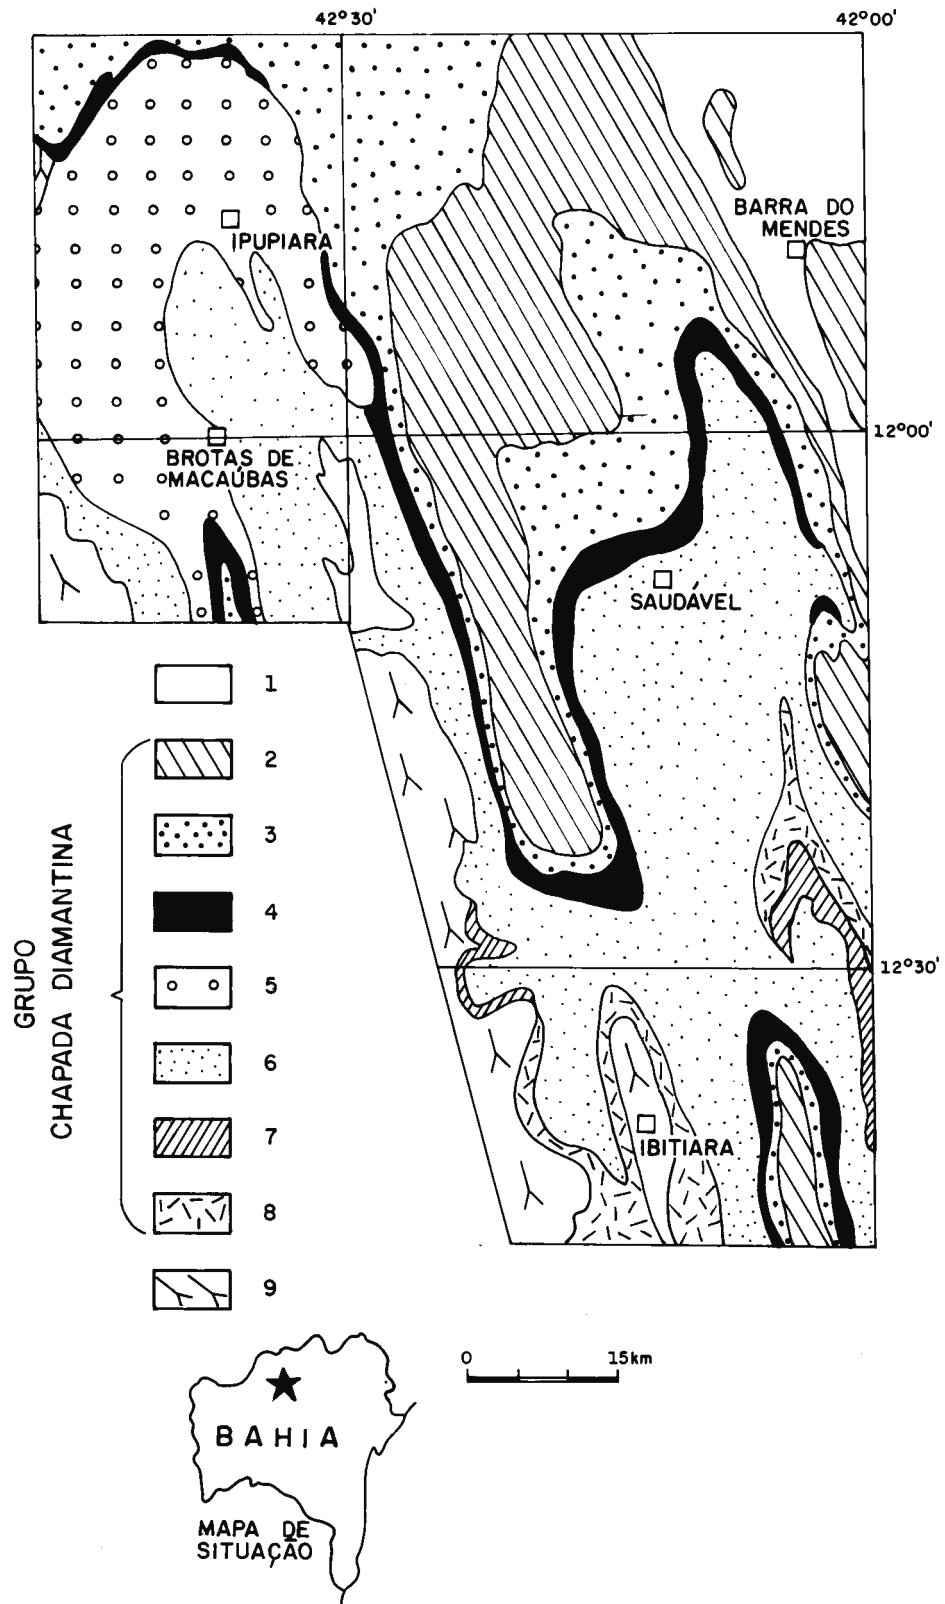 42°30'
42°00'
BARRA DO
MENDES
IPUPIARA
12°00'
BROTAS DE
MACAÚBAS
SAUDÁVEL
1
2
3
4
5
6
7
8
9
GRUPO
CHAPADA DIAMANTINA
12°30'
IBITIARA
0 15km
BAHIA
MAPA DE
SITUAÇÃO